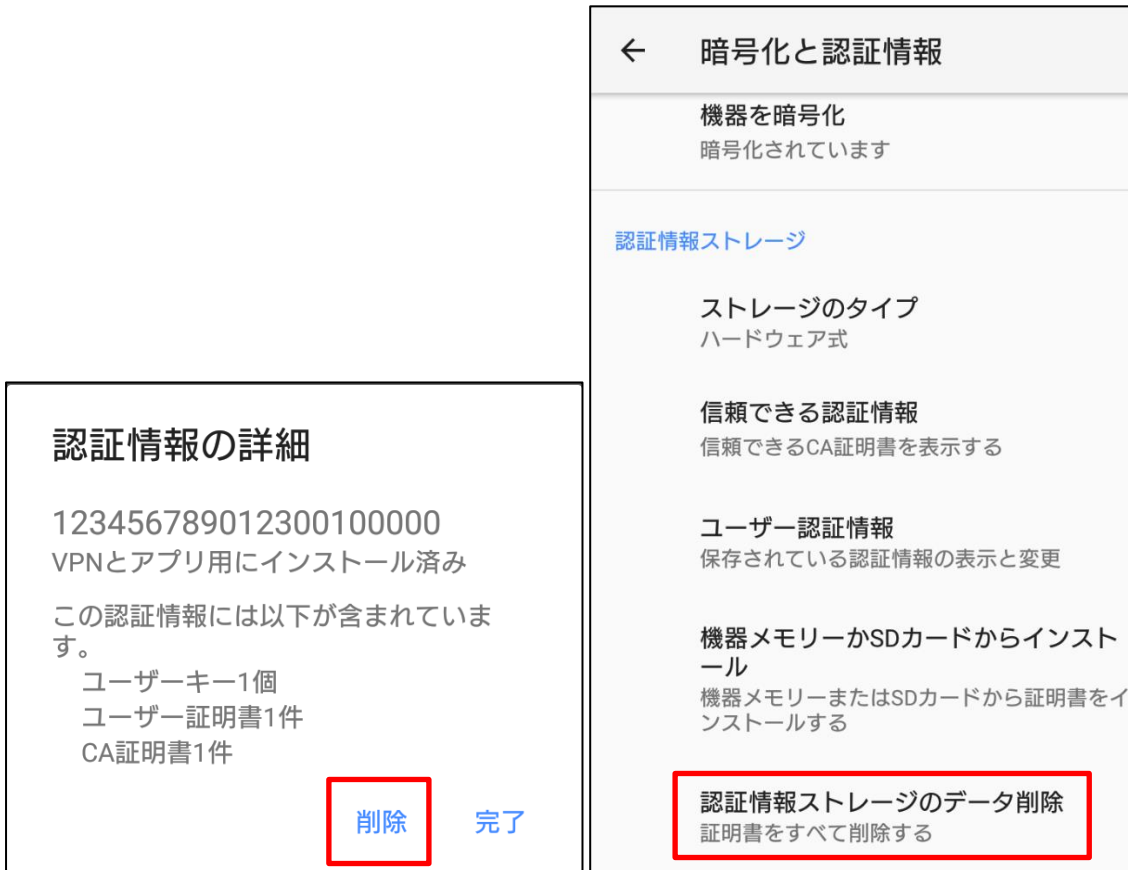 認証情報の詳細
123456789012300100000
VPNとアプリ用にインストール済み
この認証情報には以下が含まれていま
す。
ユーザーキー1個
ユーザー証明書1件
CA証明書1件
削除
完了
← 暗号化と認証情報
機器を暗号化
暗号化されています
認証情報ストレージ
ストレージのタイプ
ハードウェア式
信頼できる認証情報
信頼できるCA証明書を表示する
ユーザー認証情報
保存されている認証情報の表示と変更
機器メモリーかSDカードからインスト
ール
機器メモリーまたはSDカードから証明書をイ
ンストールする
認証情報ストレージのデータ削除
証明書をすべて削除する